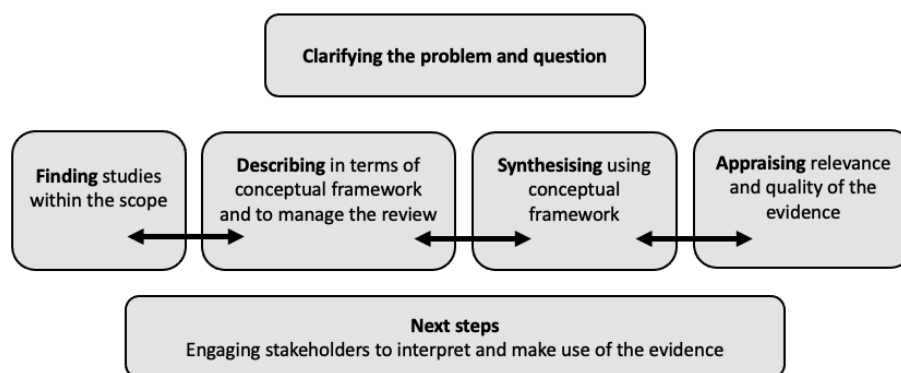 Clarifying the problem and question
Finding studies
within the scope
Describing in terms of
conceptual framework
and to manage the review
Synthesising using
conceptual
framework
Appraising relevance
and quality of the
evidence
Next steps
Engaging stakeholders to interpret and make use of the evidence